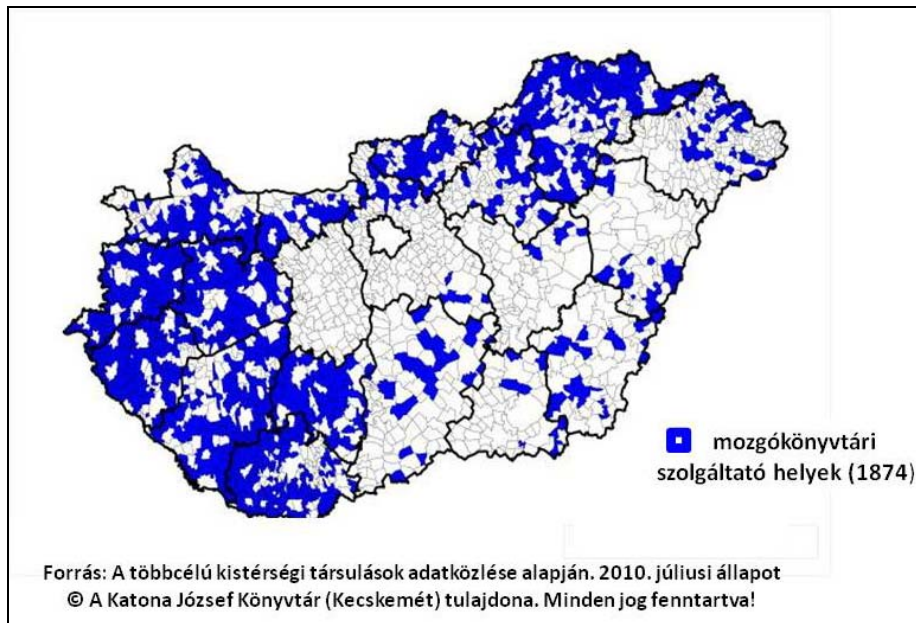 mozgókönyvtári
szolgáltató helyek (1874)
Forrás: A többcélú kistérségi társulások adatközlése alapján. 2010. júliusi állapot
© A Katona József Könyvtár (Kecskemét) tulajdona. Minden jog fenntartva!